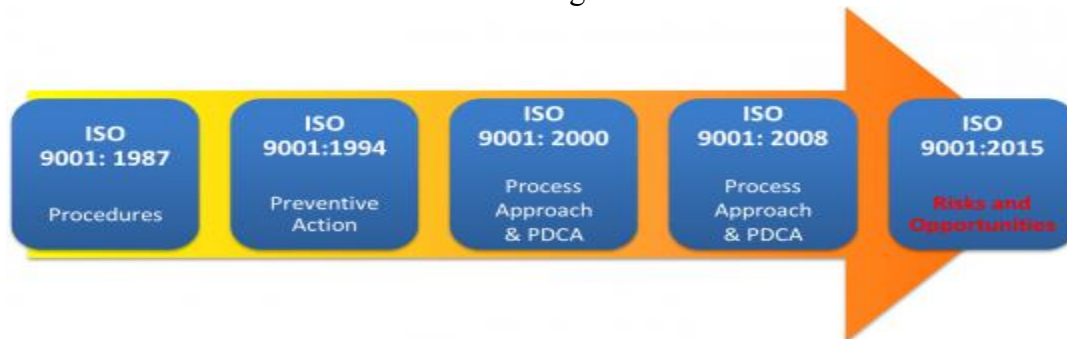 ISO
9001: 1987
Procedures
ISO
9001:1994
Preventive
Action
ISO
9001: 2000
Process
Approach
& PDCA
ISO
9001: 2008
Process
Approach
& PDCA
ISO
9001:2015
Risks and
Opportunities